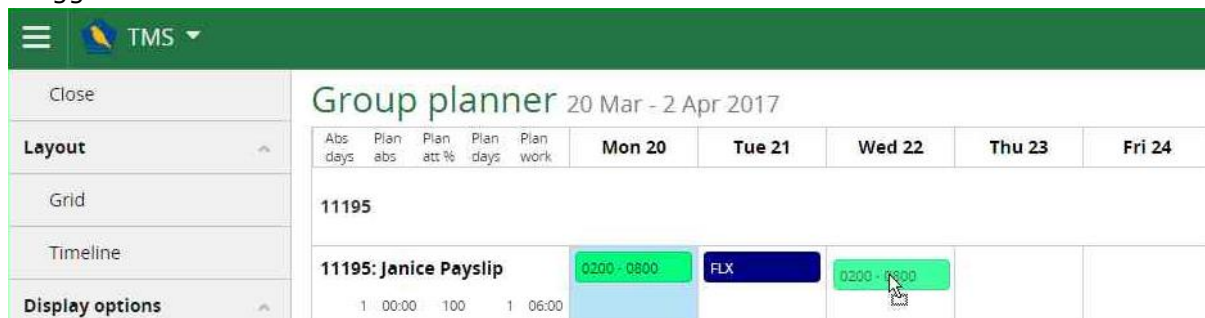 TMS
Close
Group planner 20 Mar - 2 Apr 2017
Layout
Abs days Plan abs Plan att % Plan days Plan work Mon 20 Tue 21 Wed 22 Thu 23 Fri 24
Grid
11195
Timeline
11195: Janice Payslip 0200 - 0800 FLX 0200 - 0800
Display options
1 00:00 100 1 06:00